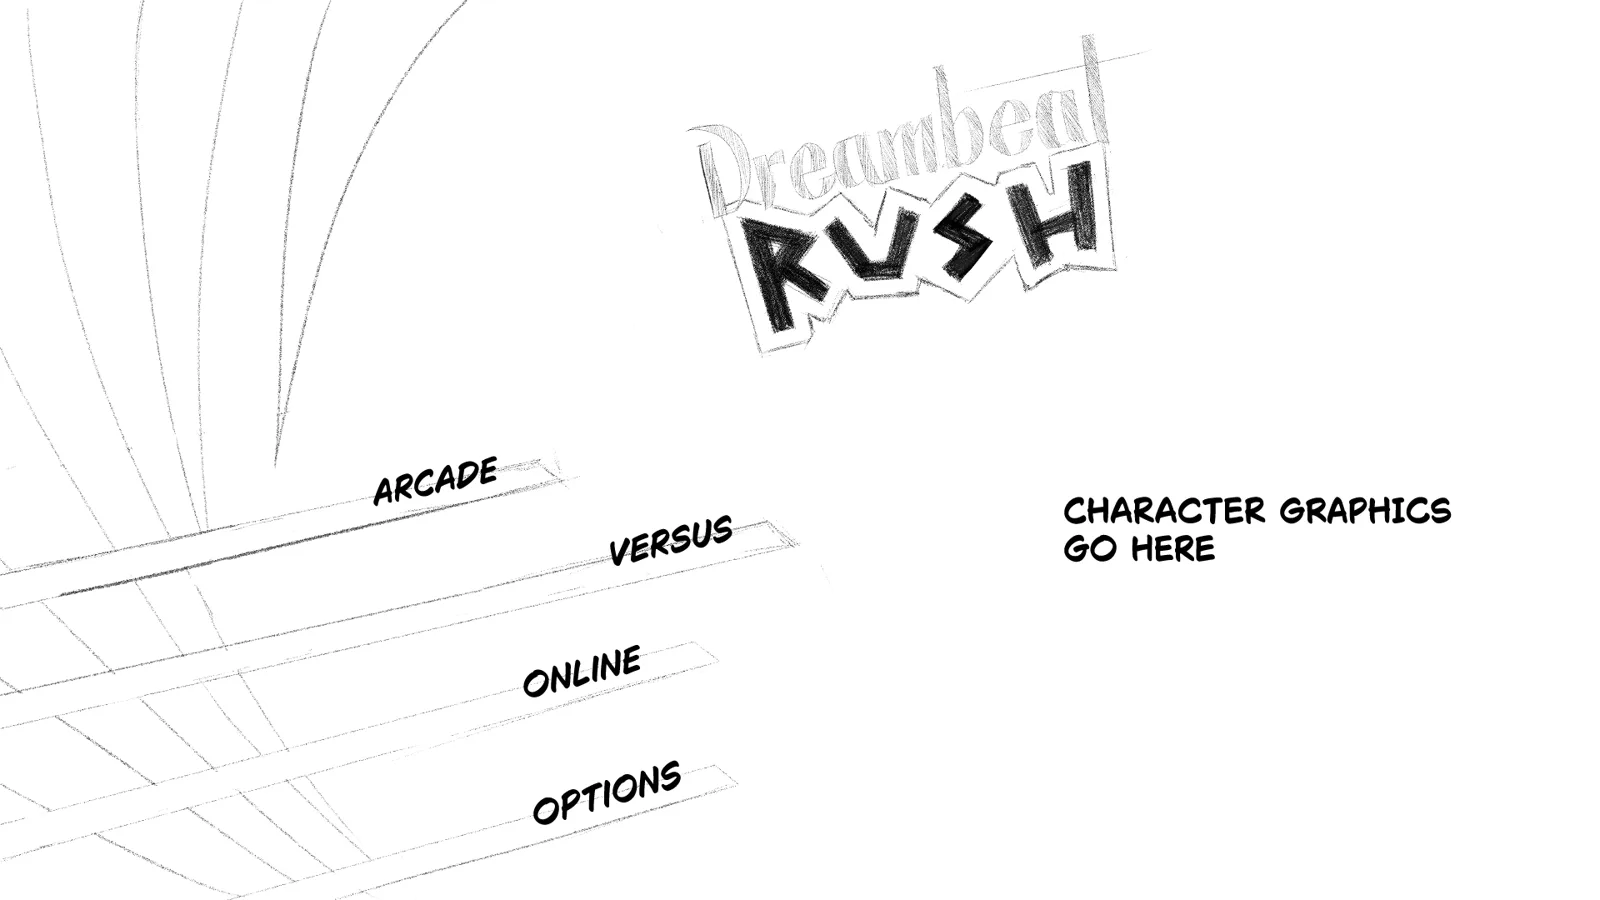 Dreambeat
RUSH
ARCADE
VERSUS
CHARACTER GRAPHICS
GO HERE
ONLINE
OPTIONS